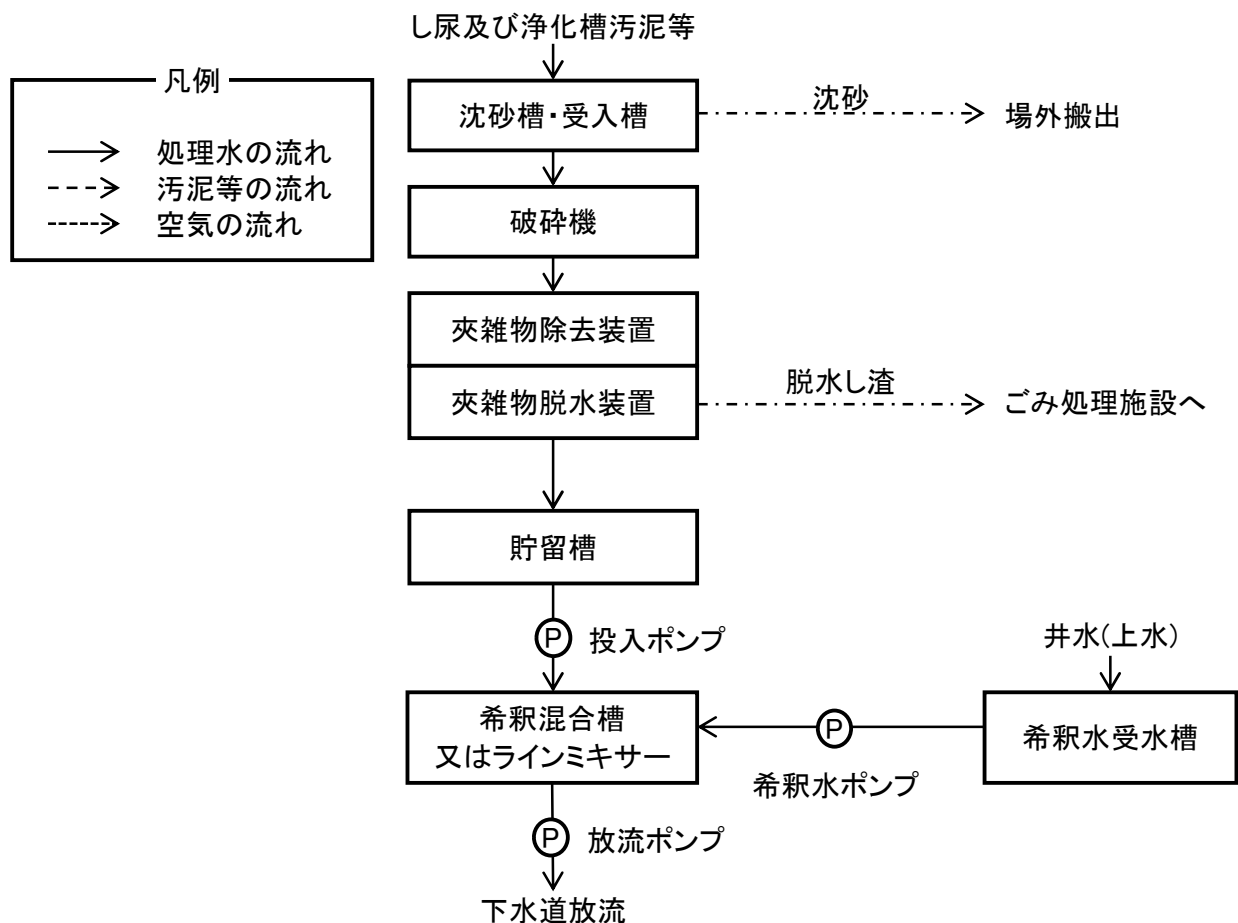 し尿及び浄化槽汚泥等
凡例
処理水の流れ
汚泥等の流れ
空気の流れ
沈砂槽・受入槽
沈砂
場外搬出
破砕機
夾雑物除去装置
夾雑物脱水装置
脱水し渣
ごみ処理施設へ
貯留槽
P
投入ポンプ
井水(上水)
希釈混合槽
又はラインミキサー
P
希釈水ポンプ
希釈水受水槽
P
放流ポンプ
下水道放流